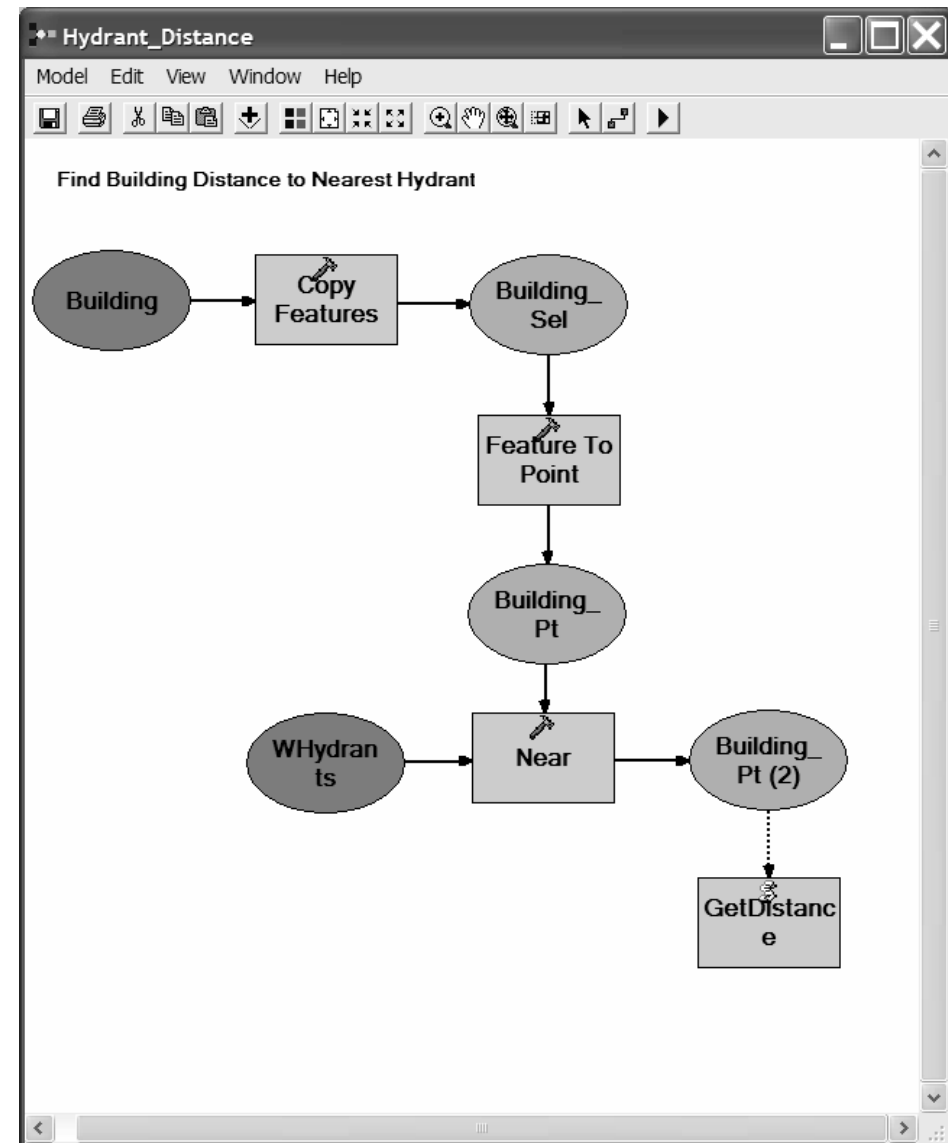 Hydrant_Distance
Model Edit View Window Help
Find Building Distance to Nearest Hydrant
Building
Copy
Features
Building_
Sel
Feature To
Point
Building_
Pt
WHydran
ts
Near
Building_
Pt (2)
GetDistanc
e